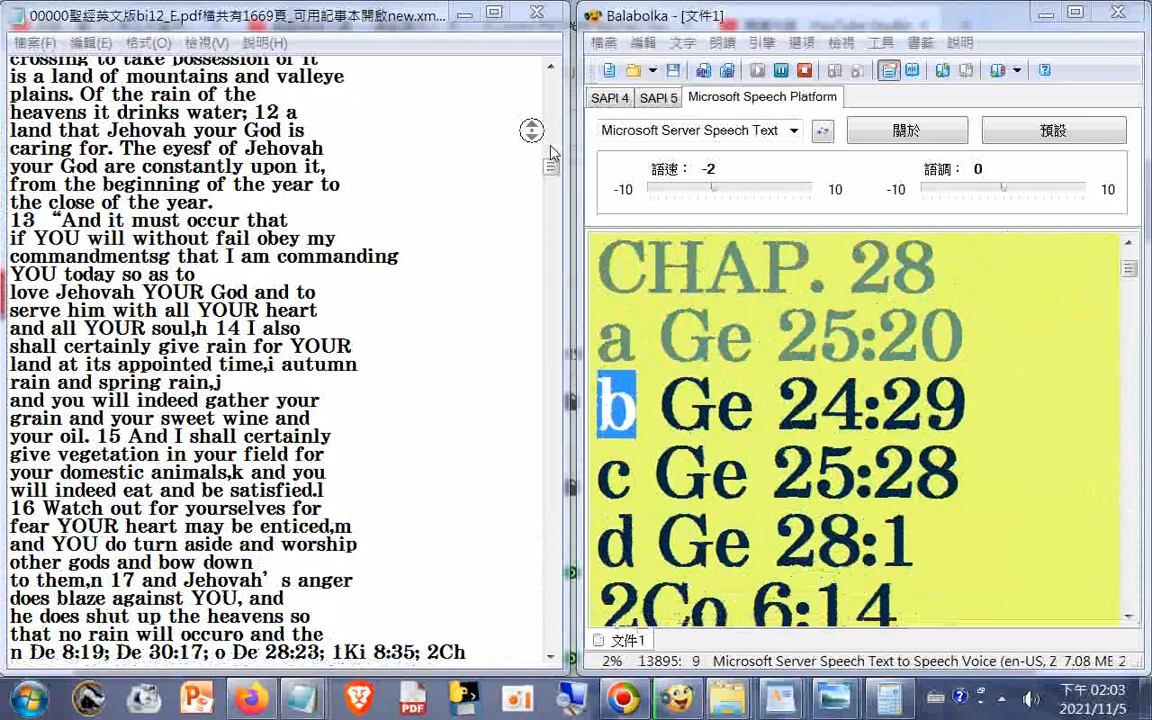 00000聖經英文版bi12_E.pdf檔共有1669頁_可用記事本開啟new.xm...
檔案(F) 編輯(E) 格式(O) 檢視(V) 說明(H)
crossing to take possession of it
is a land of mountains and valleye
plains. Of the rain of the
heavens it drinks water; 12 a
land that Jehovah your God is
caring for. The eyesf of Jehovah
your God are constantly upon it,
from the beginning of the year to
the close of the year.
13 “And it must occur that
if YOU will without fail obey my
commandmentsg that I am commanding
YOU today so as to
love Jehovah YOUR God and to
serve him with all YOUR heart
and all YOUR soul,h 14 I also
shall certainly give rain for YOUR
land at its appointed time,i autumn
rain and spring rain,j
and you will indeed gather your
grain and your sweet wine and
your oil. 15 And I shall certainly
give vegetation in your field for
your domestic animals,k and you
will indeed eat and be satisfied.l
16 Watch out for yourselves for
fear YOUR heart may be enticed,m
and YOU do turn aside and worship
other gods and bow down
to them,n 17 and Jehovah’s anger
does blaze against YOU, and
he does shut up the heavens so
that no rain will occuro and the
n De 8:19; De 30:17; o De 28:23; 1Ki 8:35; 2Ch
Balabolka - [文件1]
檔案 編輯 文字 朗讀 引擎 選項 檢視 工具 書籤 說明
SAPI 4 SAPI 5 Microsoft Speech Platform
Microsoft Server Speech Text 關於 預設
語速： -2 語調： 0
-10 10 -10 10
CHAP. 28
a Ge 25:20
b Ge 24:29
c Ge 25:28
d Ge 28:1
2Co 6:14
文件1
2% 13895: 9 Microsoft Server Speech Text to Speech Voice (en-US, Z 7.08 ME 2
PDF
下午 02:03
2021/11/5